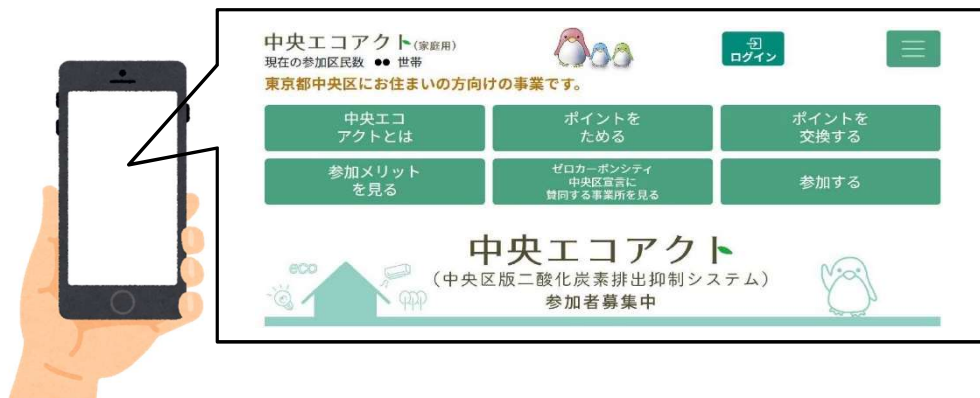 中央エコアクト(家庭用)
現在の参加区民数 ●● 世帯
東京都中央区にお住まいの方向けの事業です。
ログイン
中央エコ
アクトとは
ポイントを
ためる
ポイントを
交換する
参加メリット
を見る
ゼロカーボンシティ
中央区宣言に
賛同する事業所を見る
参加する
eco
中央エコアクト
(中央区版二酸化炭素排出抑制システム)
参加者募集中